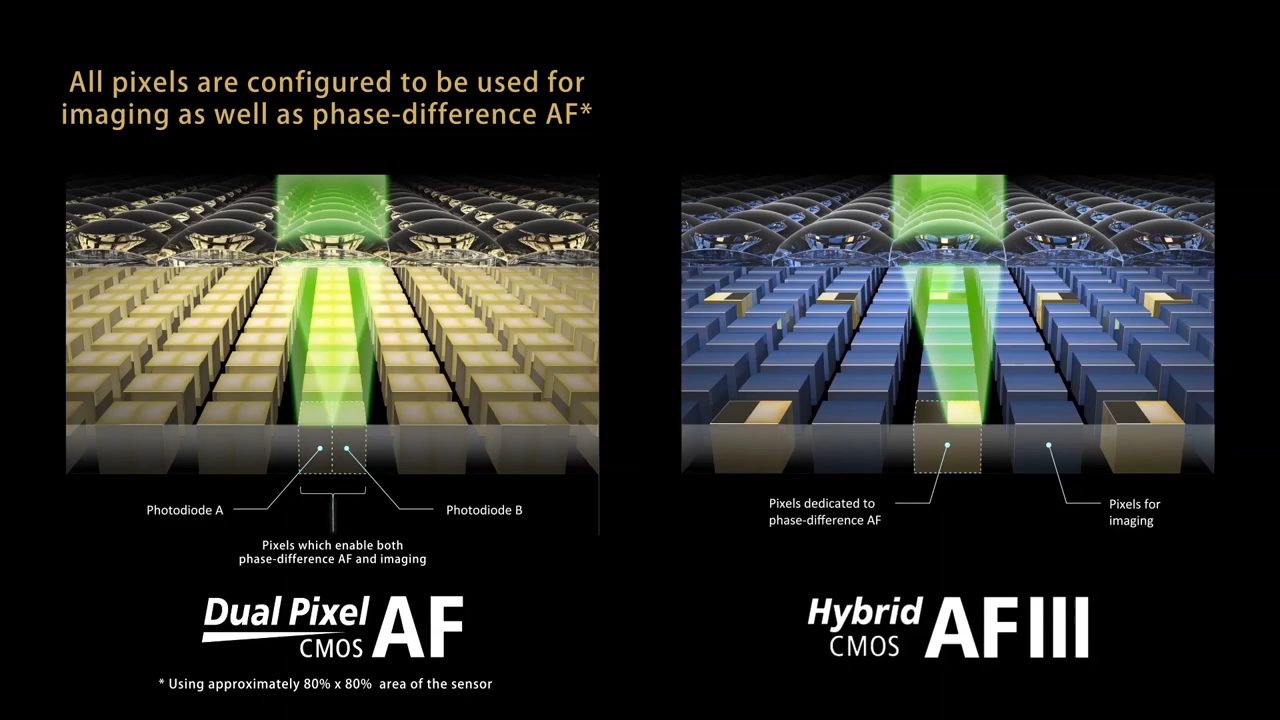 All pixels are configured to be used for
imaging as well as phase-difference AF*
Photodiode A
Photodiode B
Pixels which enable both
phase-difference AF and imaging
Dual Pixel
CMOS AF
* Using approximately 80% x 80% area of the sensor
Pixels dedicated to
phase-difference AF
Pixels for
imaging
Hybrid
CMOS AF III